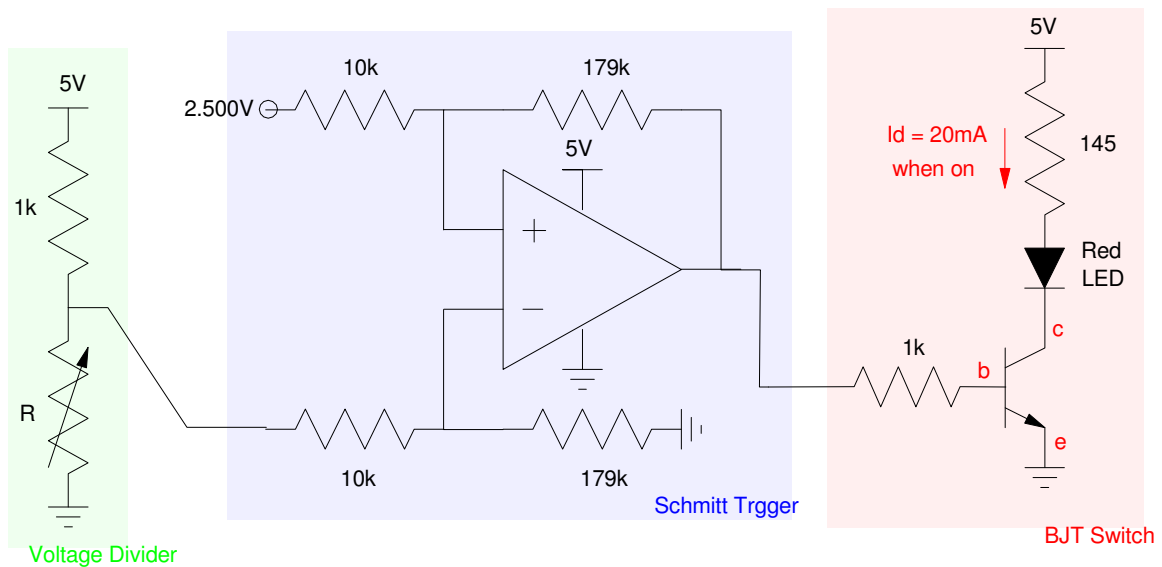 5V
1k
R
Voltage Divider
2.500V
10k
179k
5V
+
−
10k
179k
Schmitt Trgger
5V
Id = 20mA
when on
145
Red
LED
1k
b
c
e
BJT Switch